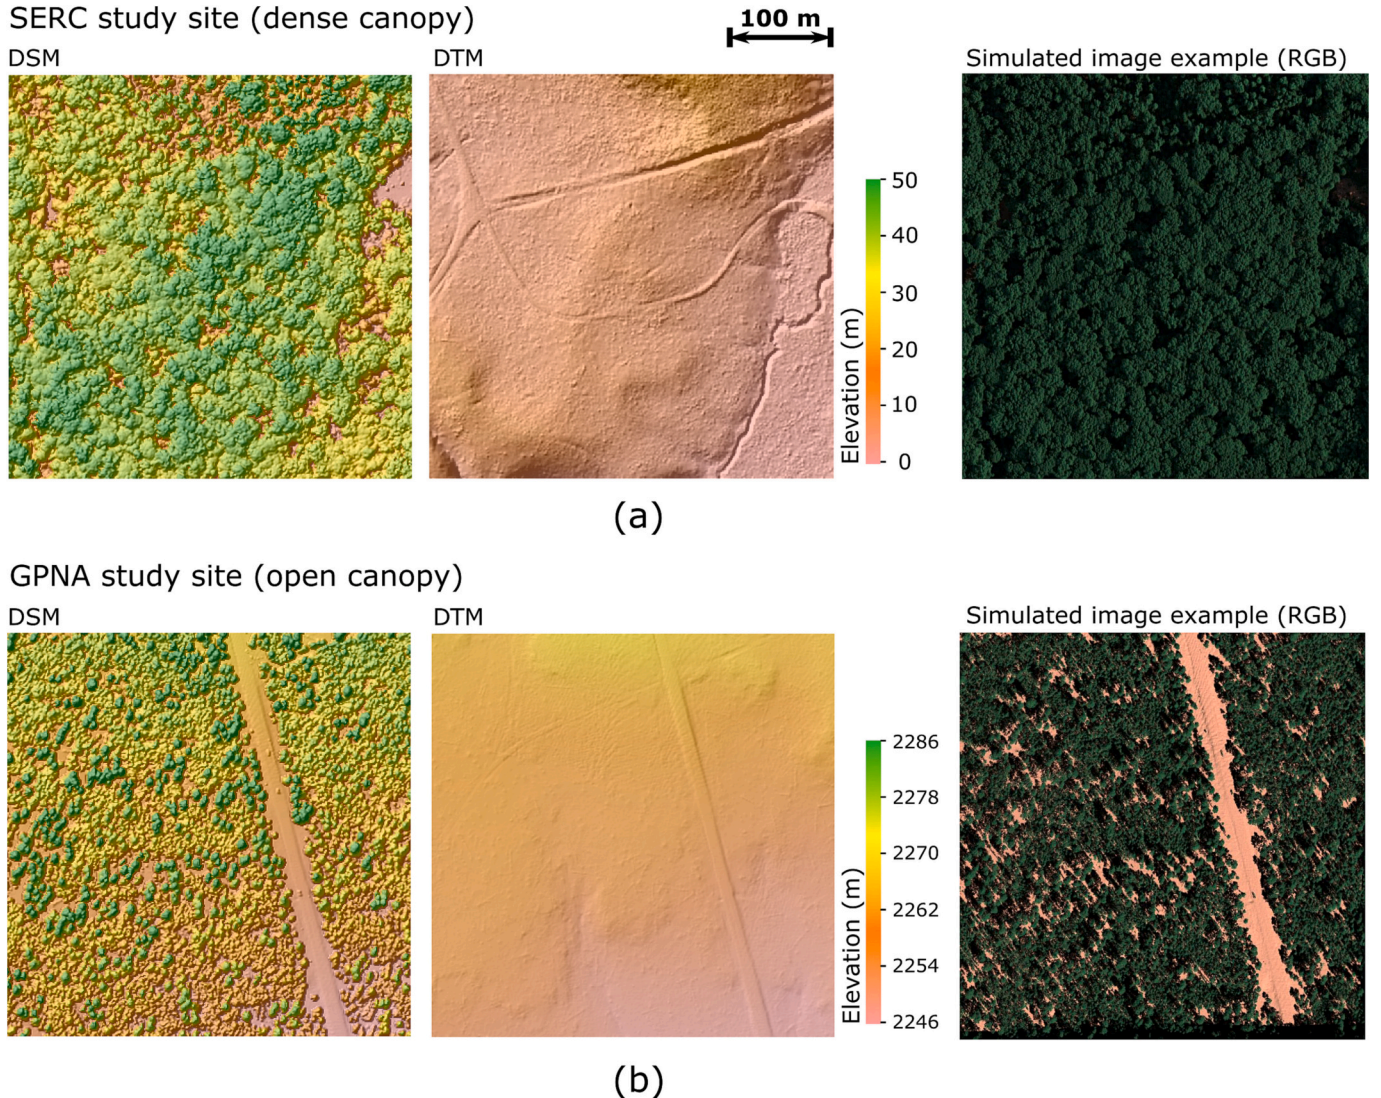 SERC study site (dense canopy)
100 m
DSM
DTM
Simulated image example (RGB)
Elevation (m)
50
40
30
20
10
0
(a)
GPNA study site (open canopy)
DSM
DTM
Simulated image example (RGB)
Elevation (m)
2286
2278
2270
2262
2254
2246
(b)